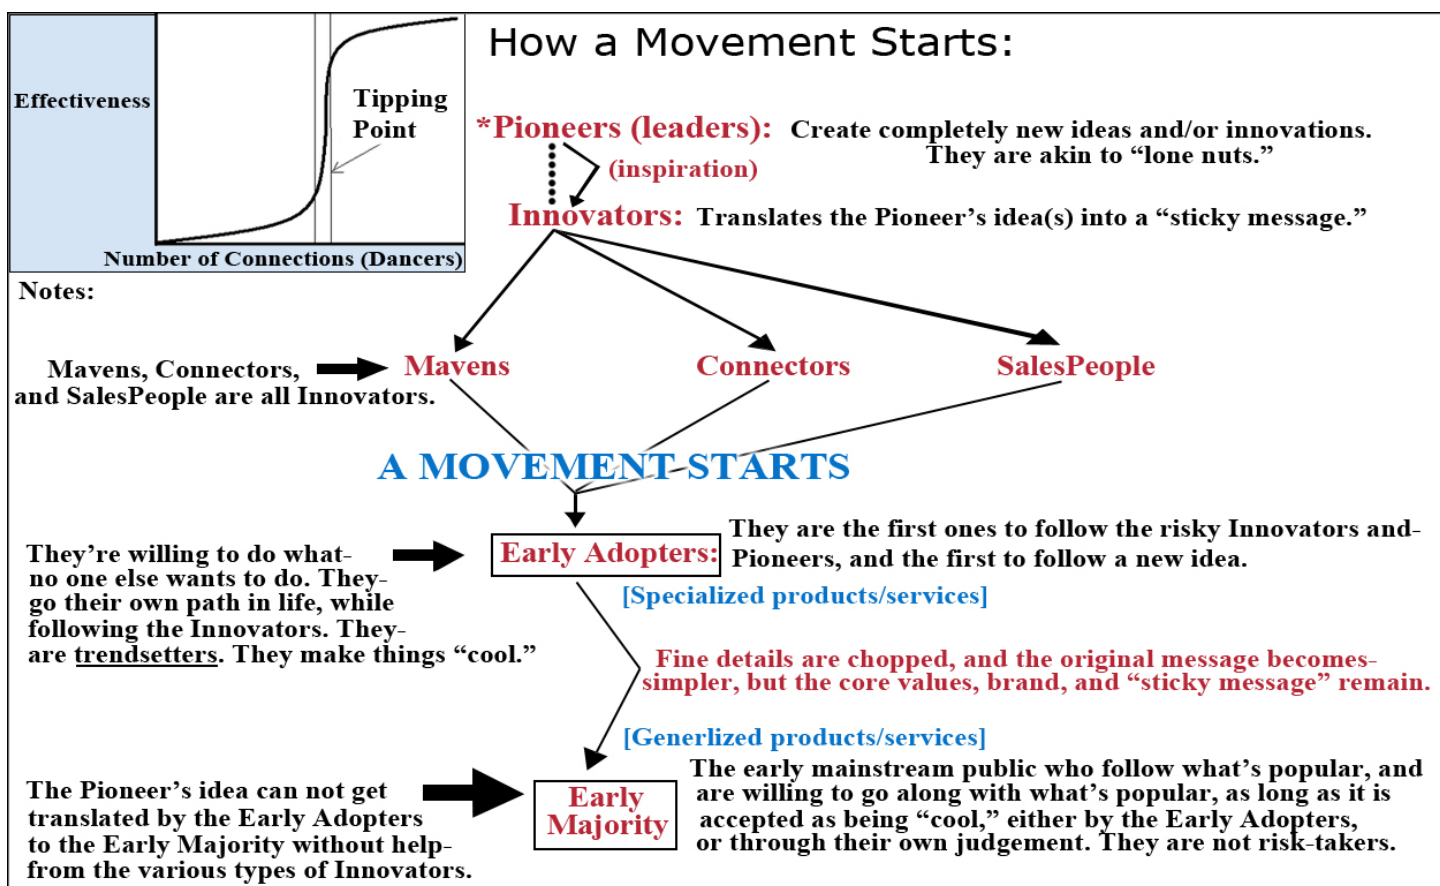 How a Movement Starts:
Effectiveness
Tipping
Point
Number of Connections (Dancers)
*Pioneers (leaders): Create completely new ideas and/or innovations.
They are akin to “lone nuts.”
(inspiration)
Innovators: Translates the Pioneer’s idea(s) into a “sticky message.”
Notes:
Mavens, Connectors,
and SalesPeople are all Innovators.
Mavens
Connectors
SalesPeople
A MOVEMENT STARTS
They’re willing to do what-
no one else wants to do. They-
go their own path in life, while
following the Innovators. They-
are trendsetters. They make things “cool.”
Early Adopters:
They are the first ones to follow the risky Innovators and-
Pioneers, and the first to follow a new idea.
[Specialized products/services]
Fine details are chopped, and the original message becomes-
simpler, but the core values, brand, and “sticky message” remain.
[Generlized products/services]
The Pioneer’s idea can not get
translated by the Early Adopters
to the Early Majority without help-
from the various types of Innovators.
Early
Majority
The early mainstream public who follow what’s popular, and
are willing to go along with what’s popular, as long as it is
accepted as being “cool,” either by the Early Adopters,
or through their own judgement. They are not risk-takers.